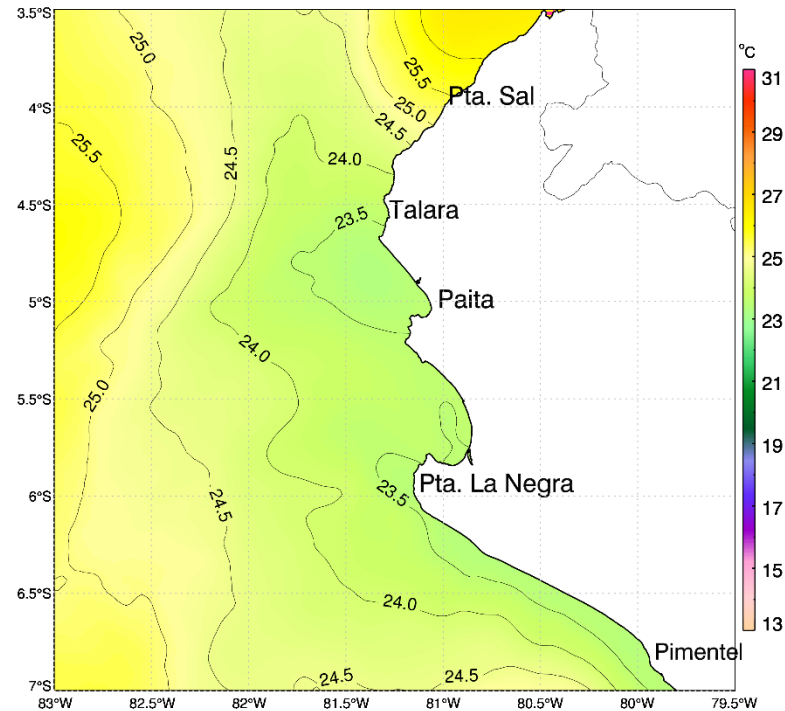 3.5°S
25.0
25.5
°C
31
4°S
25.0
Pta. Sal
24.5
29
25.5
24.5
24.0
27
4.5°S
23.5
Talara
25
5°S
Paita
23
24.0
21
5.5°S
25.0
19
6°S
24.5
23.5
Pta. La Negra
17
6.5°S
24.0
15
Pimentel
13
7°S
24.5
24.5
83°W
82.5°W
82°W
81.5°W
81°W
80.5°W
80°W
79.5°W